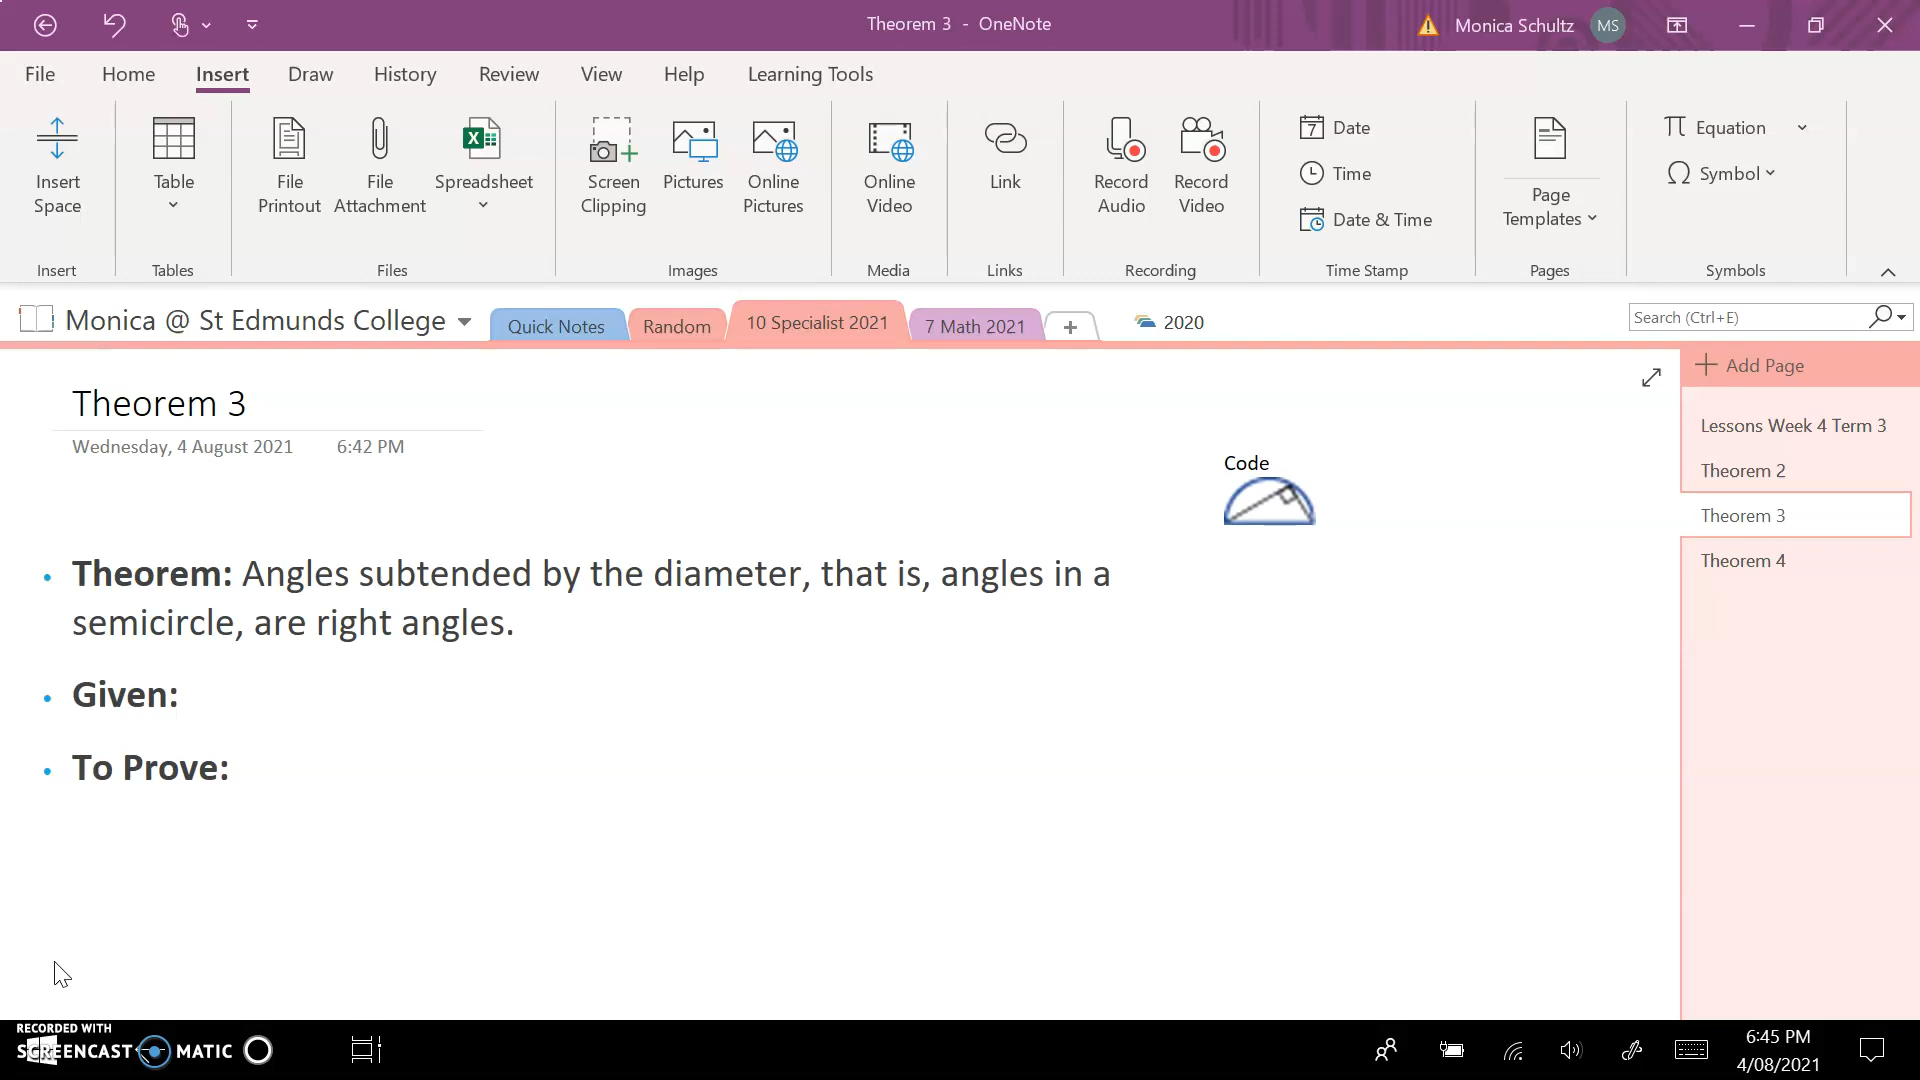 Theorem 3 - OneNote
Monica Schultz
MS
File Home Insert Draw History Review View Help Learning Tools
Insert Space
Table
File Printout
File Attachment
Spreadsheet
Screen Clipping
Pictures
Online Pictures
Online Video
Link
Record Audio
Record Video
7 Date
Time
Date & Time
Page Templates
π Equation
Ω Symbol
Insert
Tables
Files
Images
Media
Links
Recording
Time Stamp
Pages
Symbols
Monica @ St Edmunds College
Quick Notes
Random
10 Specialist 2021
7 Math 2021
+
2020
Search (Ctrl+E)
Add Page
Lessons Week 4 Term 3
Theorem 2
Theorem 3
Theorem 4
Theorem 3
Wednesday, 4 August 2021 6:42 PM
Code
• Theorem: Angles subtended by the diameter, that is, angles in a
semicircle, are right angles.
• Given:
• To Prove:
RECORDED WITH
SCREENCAST MATIC
6:45 PM
4/08/2021